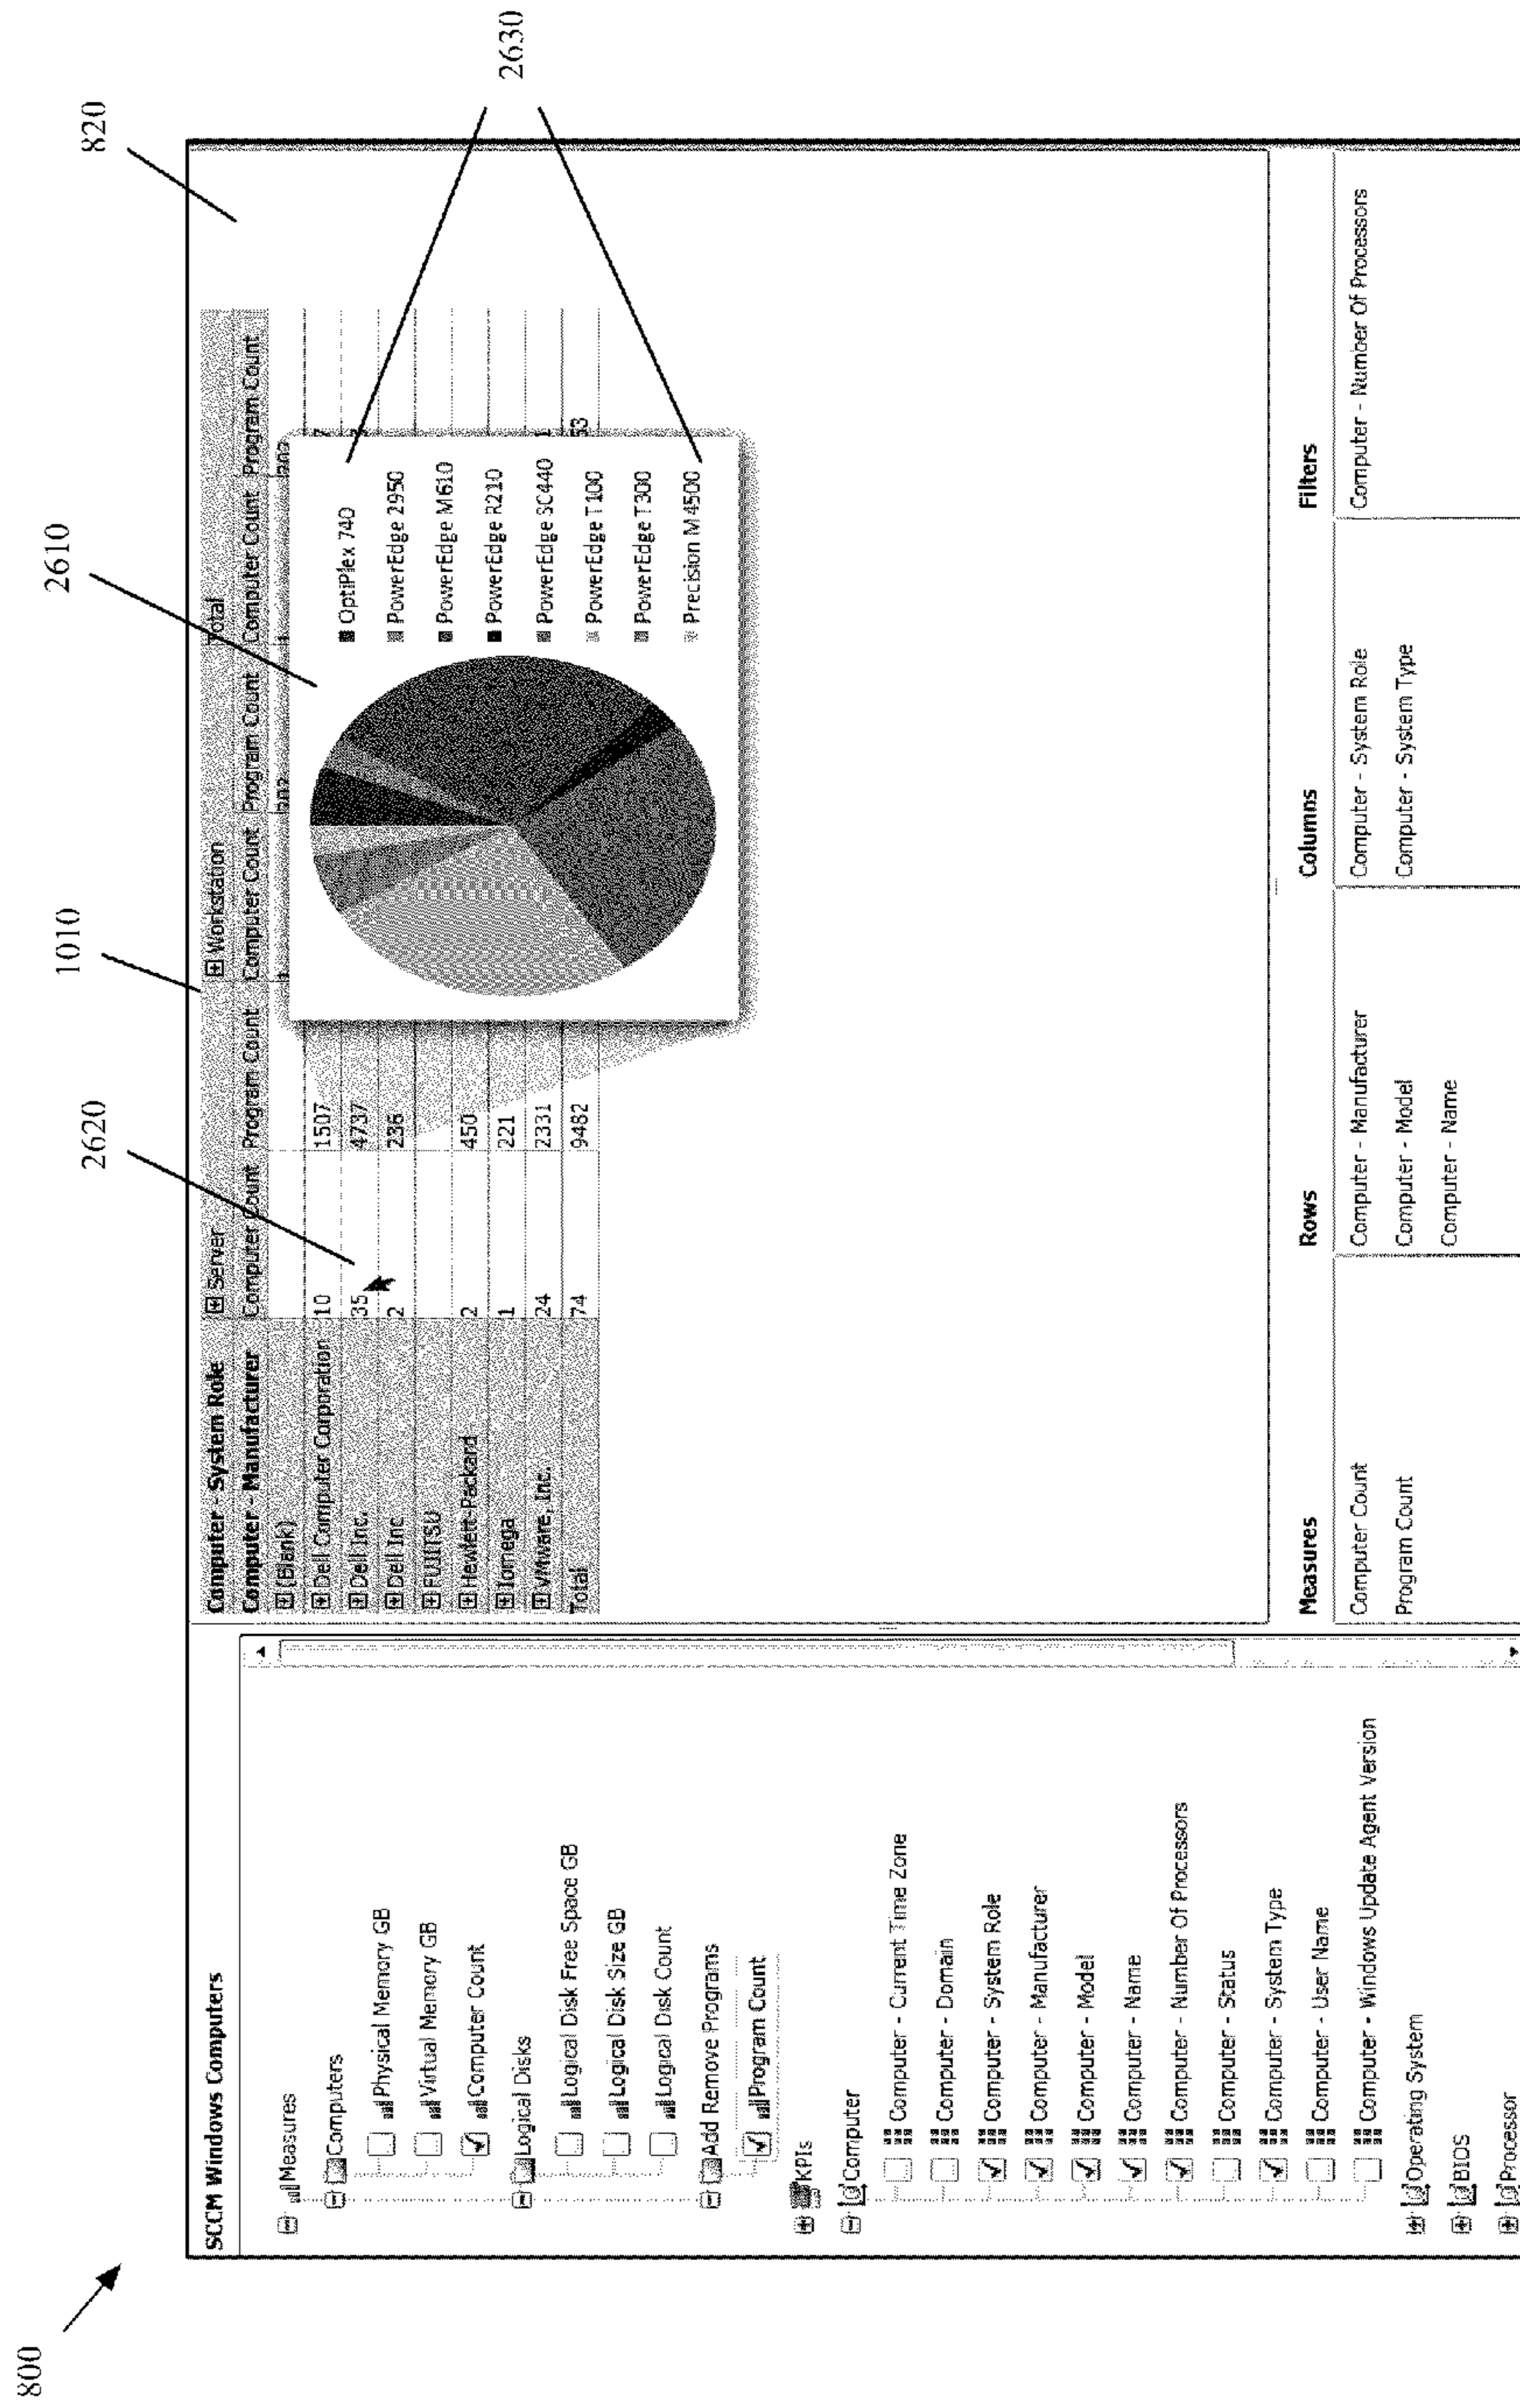 800
820
1010
2610
2620
2630
SCCM Windows Computers
Measures
Computers
Physical Memory GB
Virtual Memory GB
Computer Count
Logical Disks
Logical Disk Free Space GB
Logical Disk Size GB
Logical Disk Count
Add Remove Programs
Program Count
KPIs
Computer
Computer - Current Time Zone
Computer - Domain
Computer - System Role
Computer - Manufacturer
Computer - Model
Computer - Name
Computer - Number Of Processors
Computer - Status
Computer - System Type
Computer - User Name
Computer - Windows Update Agent Version
Operating System
BIOS
Processor
Computer - System Role Server Workstation Total
Computer - Manufacturer Computer Count Program Count Computer Count Program Count Computer Count Program Count
(Blank)
Dell Computer Corporation 10 1507 7
Dell Inc. 35 4737
Dell Inc 2 236
FUJITSU
Hewlett-Packard 2 450
Iomega 1 221
VMware, Inc. 24 2331 1
Total 74 9482 53
OptiPlex 740
PowerEdge 2950
PowerEdge M610
PowerEdge R210
PowerEdge SC440
PowerEdge T100
PowerEdge T300
Precision M4500
Measures
Computer Count
Program Count
Rows
Computer - Manufacturer
Computer - Model
Computer - Name
Columns
Computer - System Role
Computer - System Type
Filters
Computer - Number Of Processors